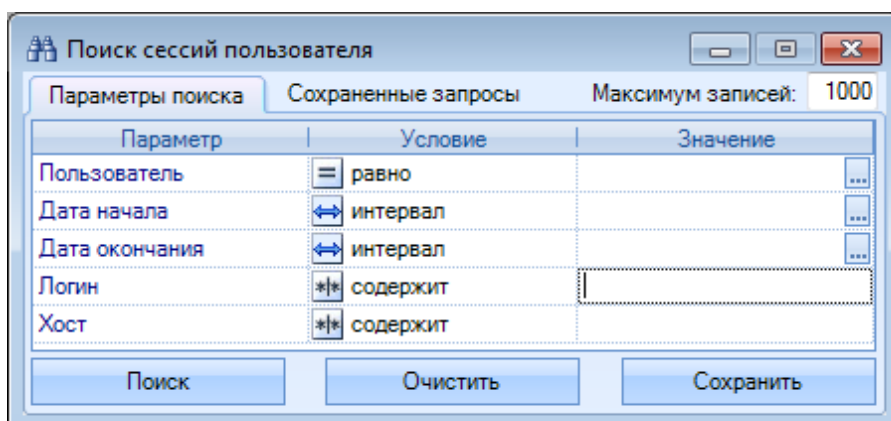 Поиск сессий пользователя
Параметры поиска Сохраненные запросы Максимум записей: 1000
Параметр Условие Значение
Пользователь = равно ...
Дата начала интервал ...
Дата окончания интервал ...
Логин *|* содержит
Хост *|* содержит
Поиск Очистить Сохранить